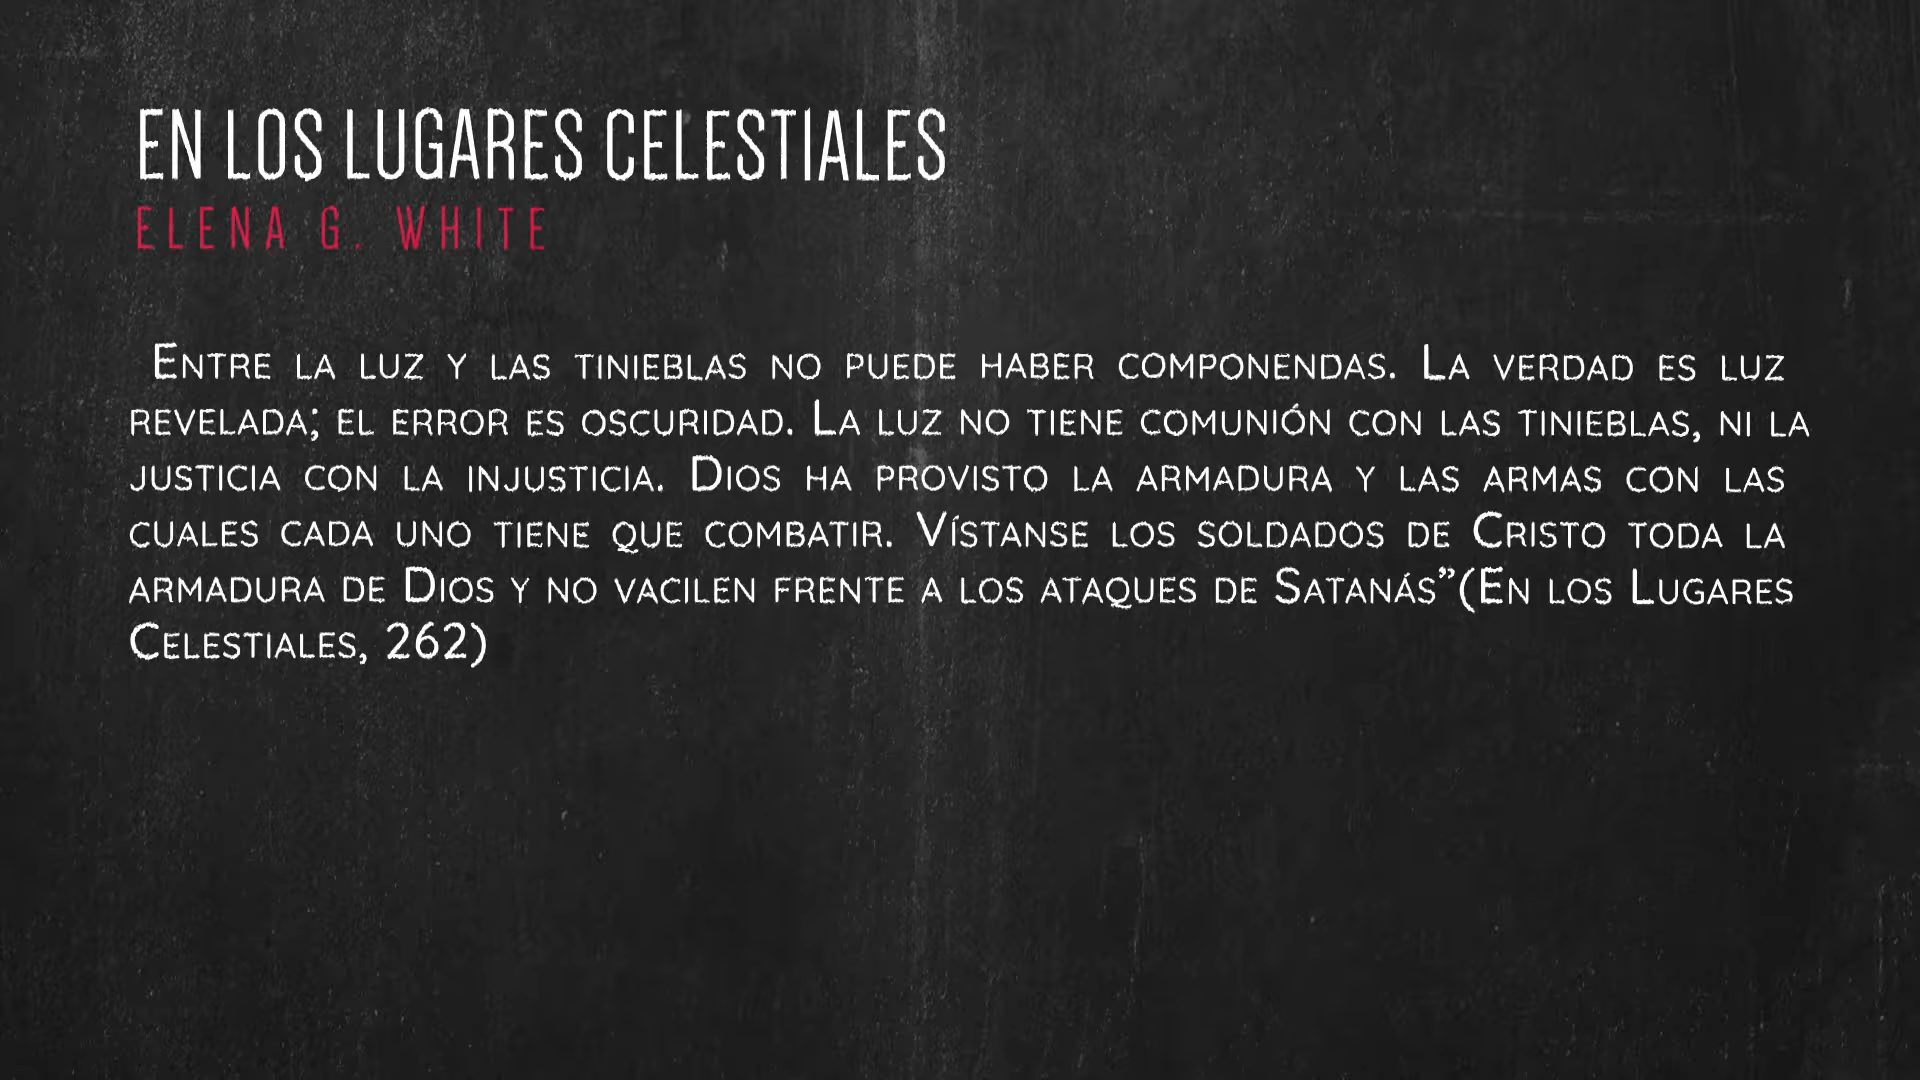 EN LOS LUGARES CELESTIALES
ELENA G. WHITE
Entre la luz y las tinieblas no puede haber componendas. La verdad es luz
revelada; el error es oscuridad. La luz no tiene comunión con las tinieblas, ni la
justicia con la injusticia. Dios ha provisto la armadura y las armas con las
cuales cada uno tiene que combatir. Vístanse los soldados de Cristo toda la
armadura de Dios y no vacilen frente a los ataques de Satanás”(En los Lugares
Celestiales, 262)